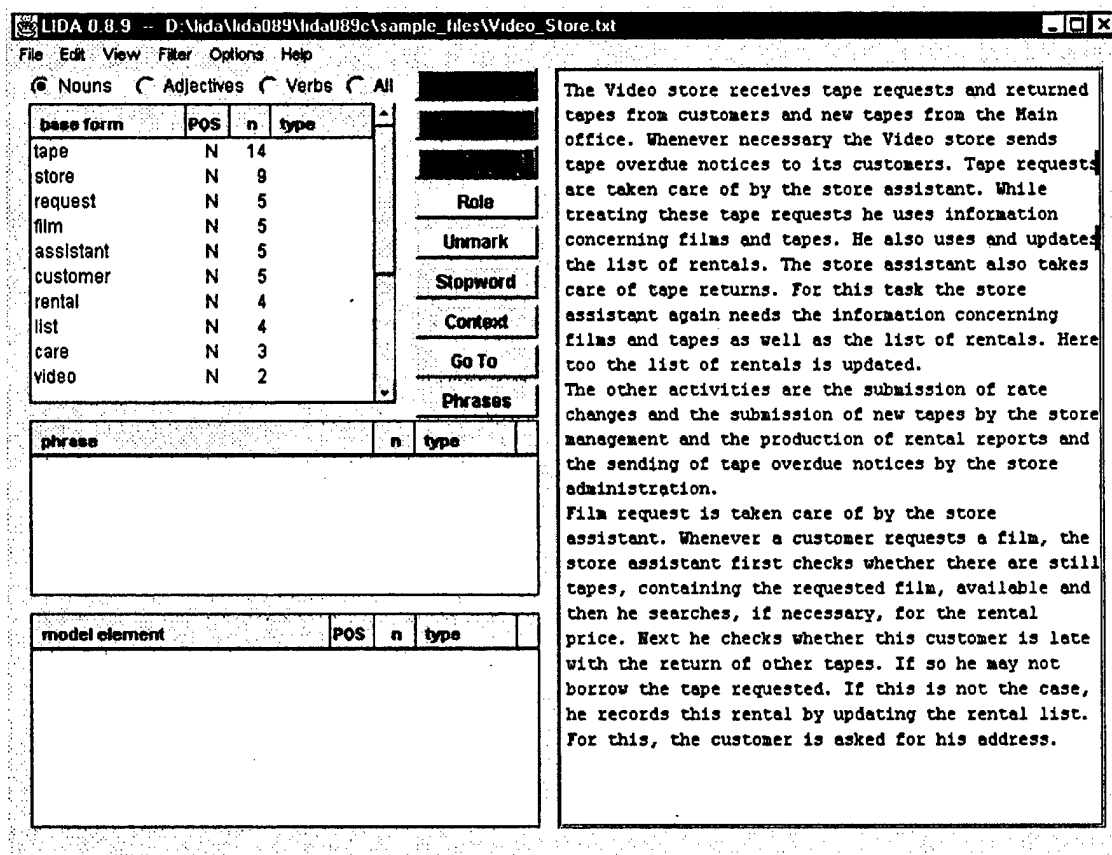 LIDA 0.8.9 -- D:\lida\lida089\lida089c\sample_files\Video_Store.txt
File Edit View Filter Options Help
Nouns Adjectives Verbs All
base form POS n type
tape N 14
store N 9
request N 5
film N 5
assistant N 5
customer N 5
rental N 4
list N 4
care N 3
video N 2
Role
Unmark
Stopword
Context
Go To
Phrases
phrase n type
model element POS n type
The Video store receives tape requests and returned
tapes from customers and new tapes from the Main
office. Whenever necessary the Video store sends
tape overdue notices to its customers. Tape requests
are taken care of by the store assistant. While
treating these tape requests he uses information
concerning films and tapes. He also uses and updates
the list of rentals. The store assistant also takes
care of tape returns. For this task the store
assistant again needs the information concerning
films and tapes as well as the list of rentals. Here
too the list of rentals is updated.
The other activities are the submission of rate
changes and the submission of new tapes by the store
management and the production of rental reports and
the sending of tape overdue notices by the store
administration.
Film request is taken care of by the store
assistant. Whenever a customer requests a film, the
store assistant first checks whether there are still
tapes, containing the requested film, available and
then he searches, if necessary, for the rental
price. Next he checks whether this customer is late
with the return of other tapes. If so he may not
borrow the tape requested. If this is not the case,
he records this rental by updating the rental list.
For this, the customer is asked for his address.